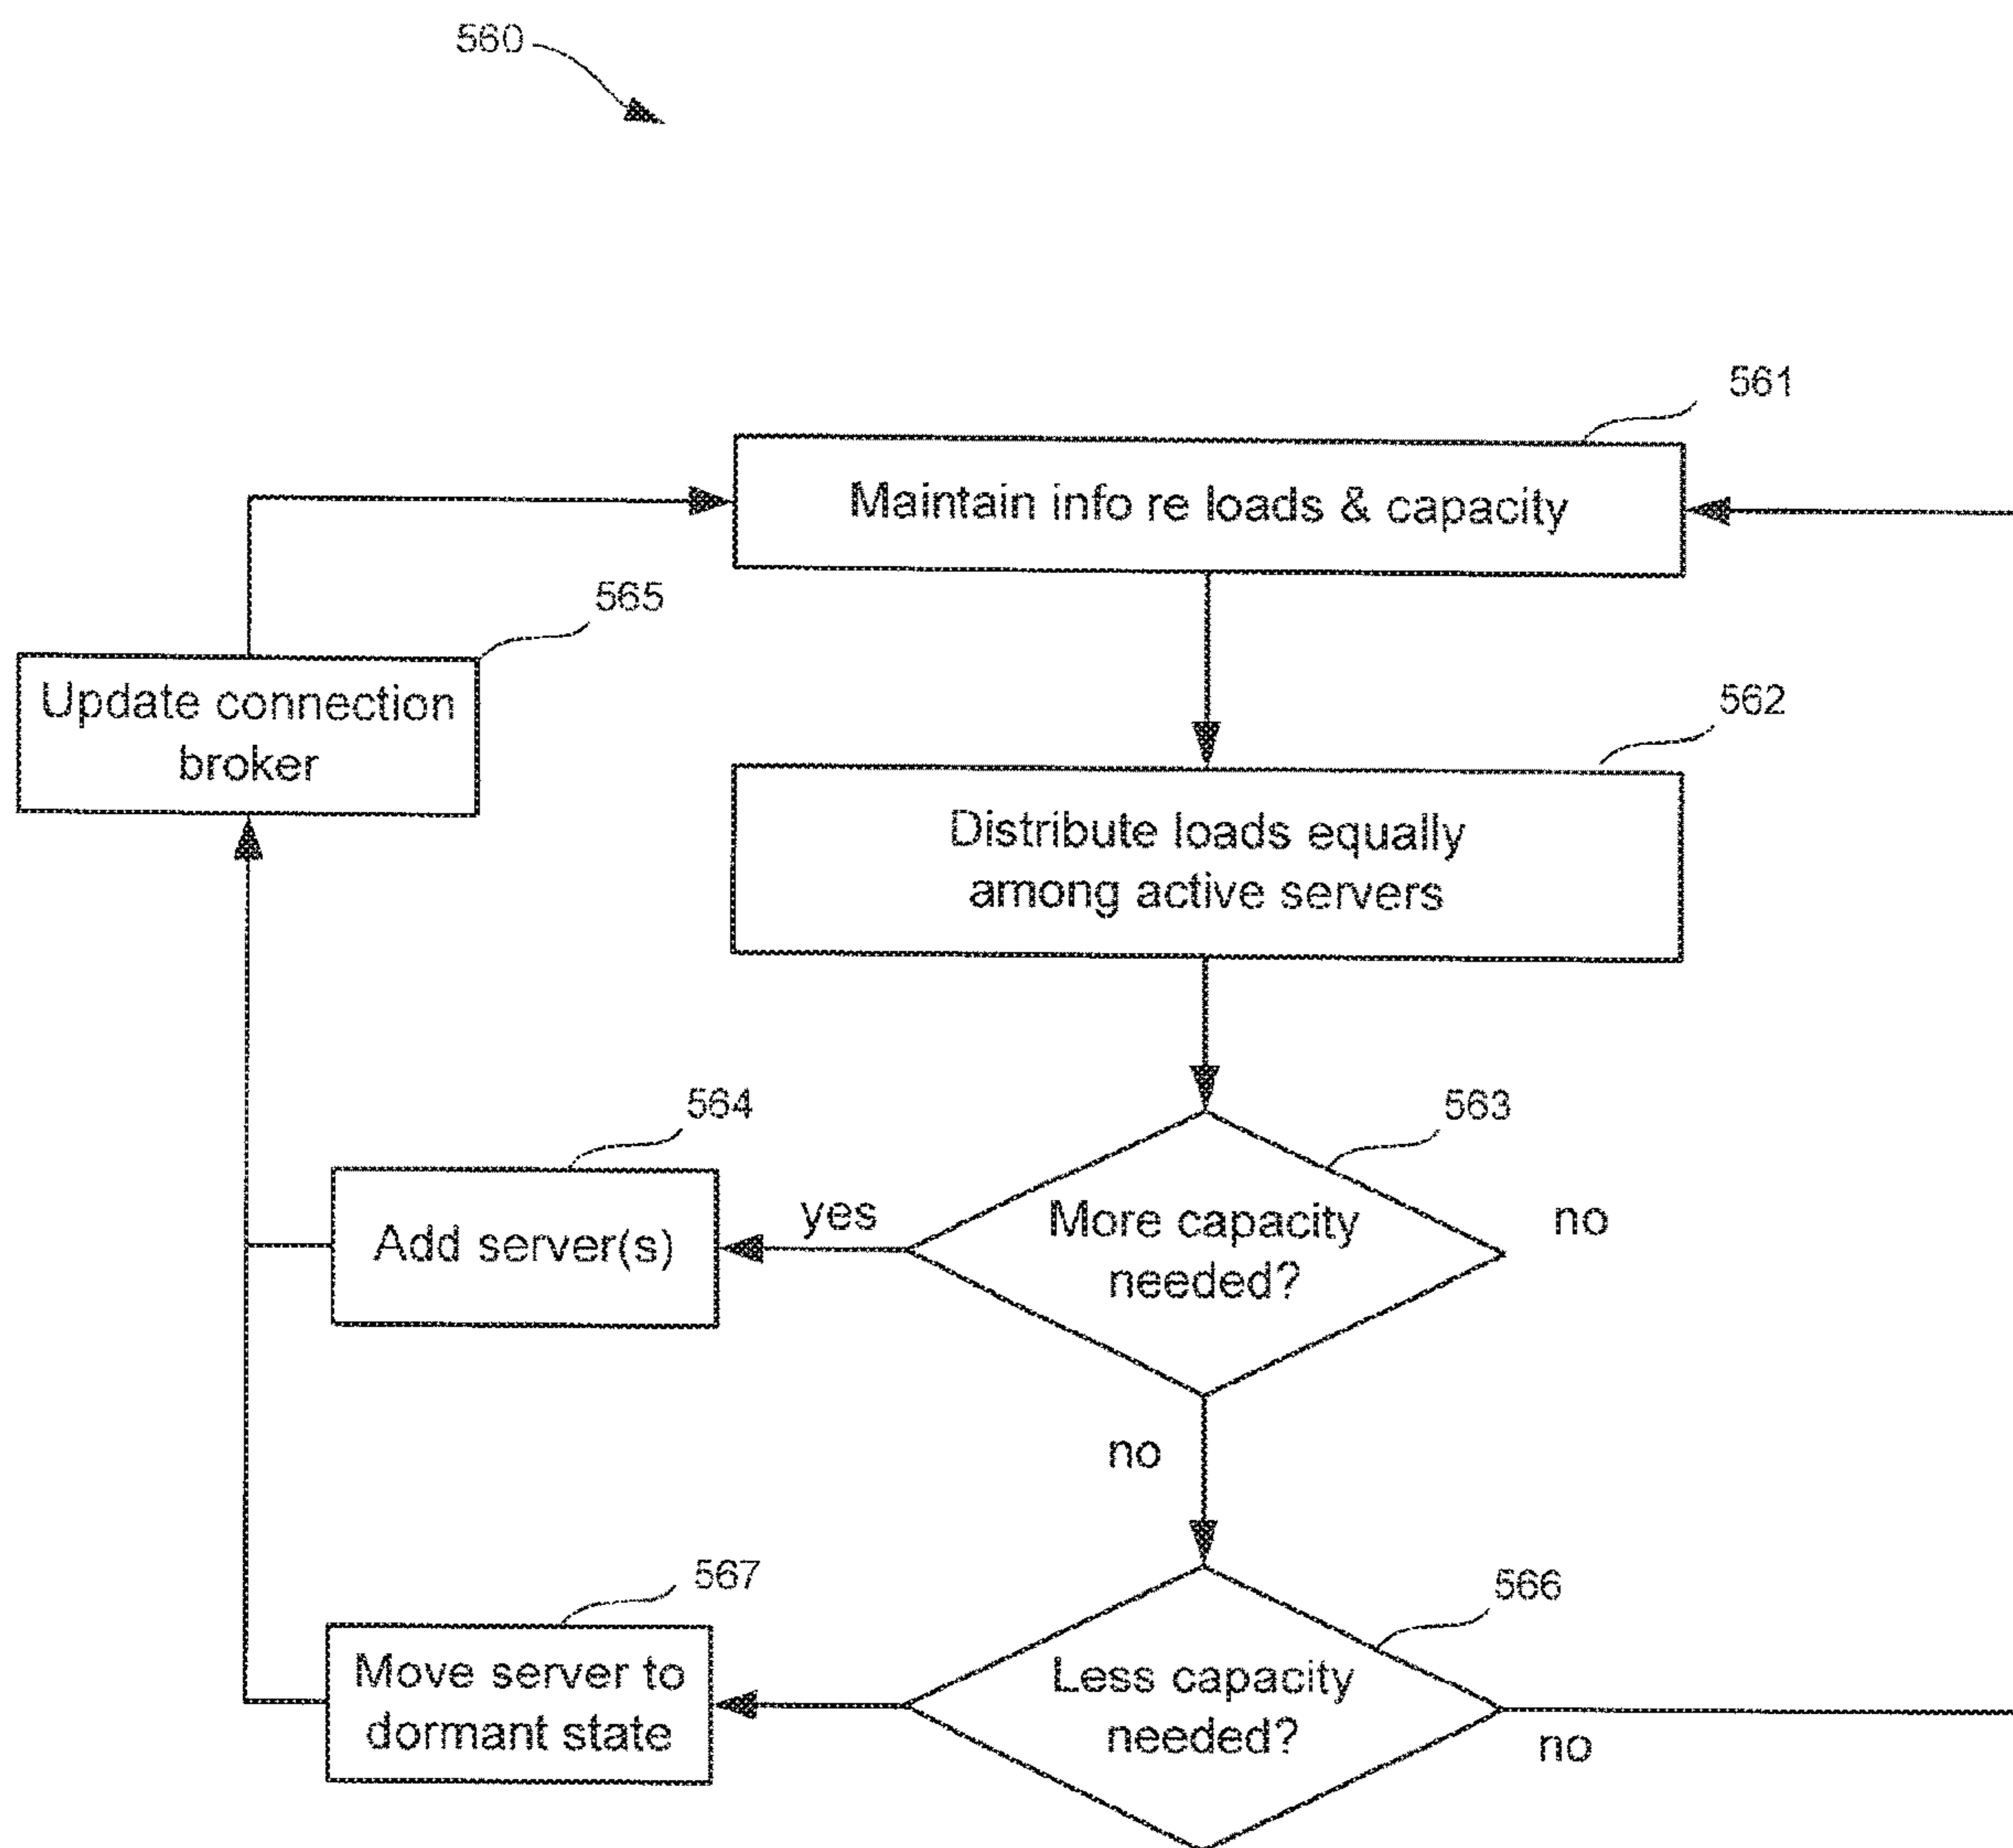 560
561
Maintain info re loads & capacity
565
Update connection
broker
562
Distribute loads equally
among active servers
564
563
Add server(s)
yes
More capacity
needed?
no
no
567
566
Move server to
dormant state
Less capacity
needed?
no